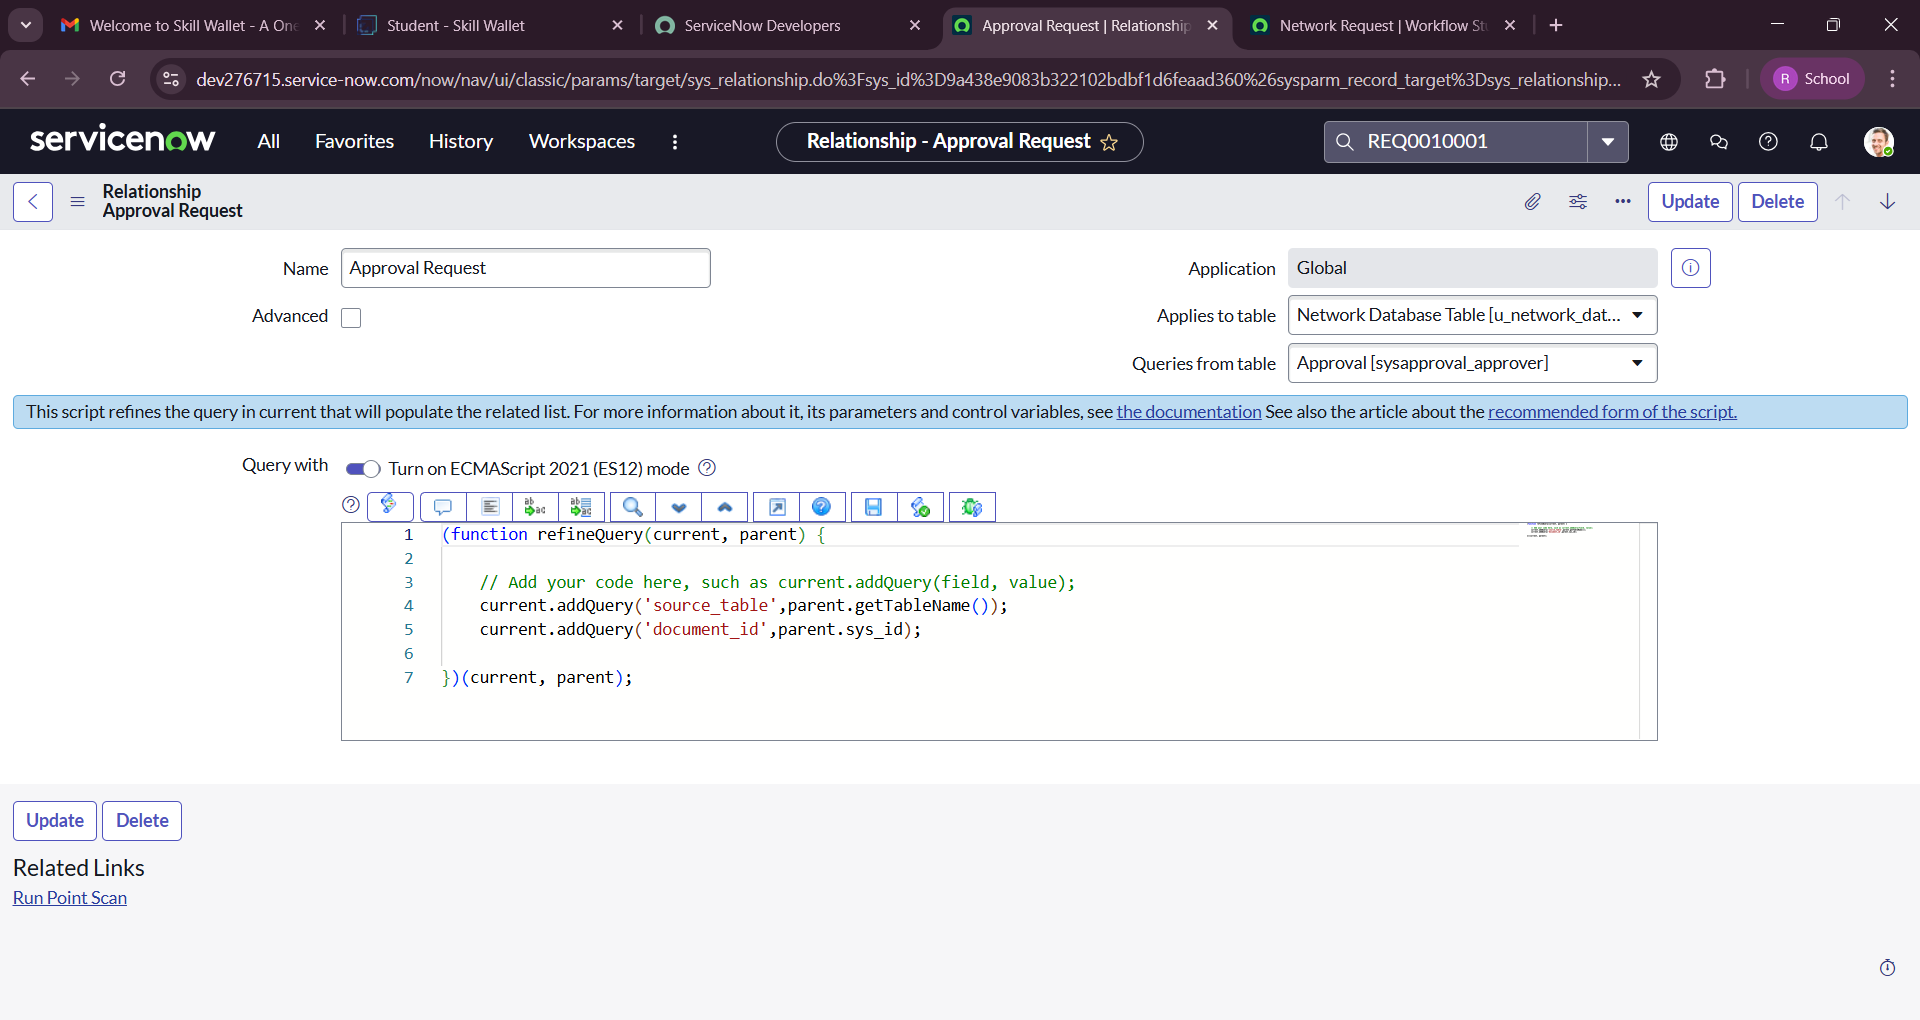 Welcome to Skill Wallet - A One
Student - Skill Wallet
ServiceNow Developers
Approval Request | Relationship
Network Request | Workflow St
dev276715.service-now.com/now/nav/ui/classic/params/target/sys_relationship.do%3Fsys_id%3D9a438e9083b322102bdbf1d6feaad360%26sysparm_record_target%3Dsys_relationship...
R School
servicenow
All
Favorites
History
Workspaces
Relationship - Approval Request
REQ0010001
Relationship
Approval Request
Update
Delete
Name
Approval Request
Application
Global
Advanced
Applies to table
Network Database Table [u_network_dat...
Queries from table
Approval [sysapproval_approver]
This script refines the query in current that will populate the related list. For more information about it, its parameters and control variables, see the documentation See also the article about the recommended form of the script.
Query with
Turn on ECMAScript 2021 (ES12) mode
1 (function refineQuery(current, parent) {
2
3 // Add your code here, such as current.addQuery(field, value);
4 current.addQuery('source_table',parent.getTableName());
5 current.addQuery('document_id',parent.sys_id);
6
7 })(current, parent);
Update
Delete
Related Links
Run Point Scan